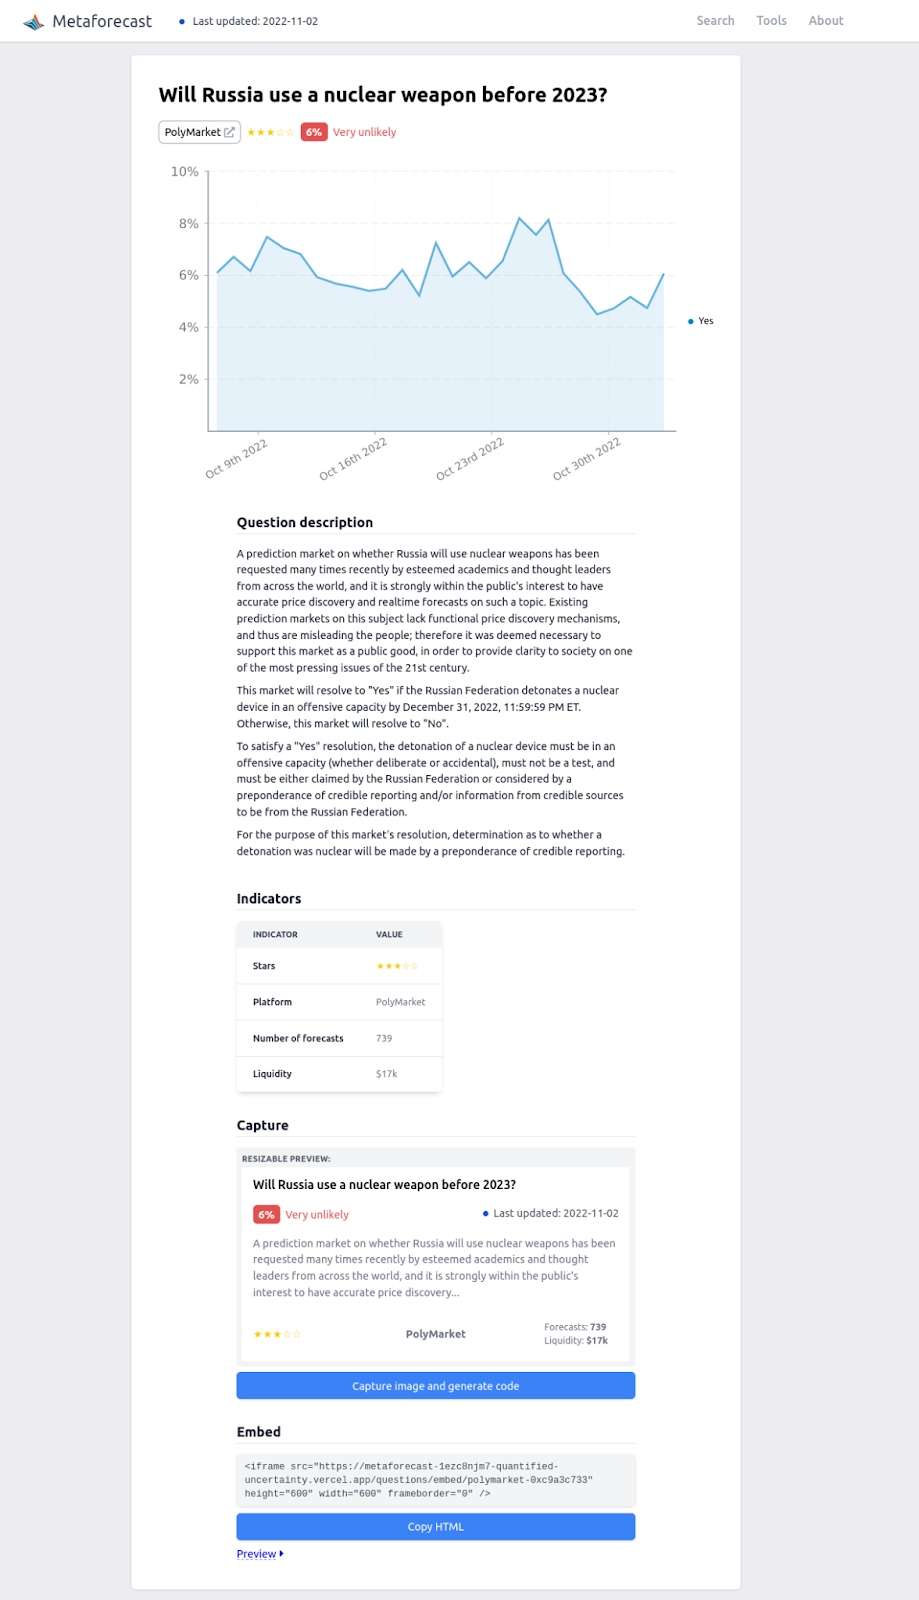 Metaforecast
Last updated: 2022-11-02
Search
Tools
About
Will Russia use a nuclear weapon before 2023?
PolyMarket ★★★☆☆ 6% Very unlikely
10%
8%
6%
4%
2%
Yes
Oct 9th 2022
Oct 16th 2022
Oct 23rd 2022
Oct 30th 2022
Question description
A prediction market on whether Russia will use nuclear weapons has been
requested many times recently by esteemed academics and thought leaders
from across the world, and it is strongly within the public's interest to have
accurate price discovery and realtime forecasts on such a topic. Existing
prediction markets on this subject lack functional price discovery mechanisms,
and thus are misleading the people; therefore it was deemed necessary to
support this market as a public good, in order to provide clarity to society on one
of the most pressing issues of the 21st century.
This market will resolve to "Yes" if the Russian Federation detonates a nuclear
device in an offensive capacity by December 31, 2022, 11:59:59 PM ET.
Otherwise, this market will resolve to "No".
To satisfy a "Yes" resolution, the detonation of a nuclear device must be in an
offensive capacity (whether deliberate or accidental), must not be a test, and
must be either claimed by the Russian Federation or considered by a
preponderance of credible reporting and/or information from credible sources
to be from the Russian Federation.
For the purpose of this market's resolution, determination as to whether a
detonation was nuclear will be made by a preponderance of credible reporting.
Indicators
INDICATOR VALUE
Stars ★★★☆☆
Platform PolyMarket
Number of forecasts 739
Liquidity $17k
Capture
RESIZABLE PREVIEW:
Will Russia use a nuclear weapon before 2023?
6% Very unlikely
Last updated: 2022-11-02
A prediction market on whether Russia will use nuclear weapons has been
requested many times recently by esteemed academics and thought
leaders from across the world, and it is strongly within the public's
interest to have accurate price discovery...
★★★☆☆
PolyMarket
Forecasts: 739
Liquidity: $17k
Capture image and generate code
Embed
<iframe src="https://metaforecast-1ezc8njm7-quantified-
uncertainty.vercel.app/questions/embed/polymarket-0xc9a3c733"
height="600" width="600" frameborder="0" />
Copy HTML
Preview